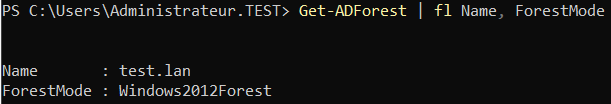 PS C:\Users\Administrateur.TEST> Get-ADForest | fl Name, ForestMode
Name       : test.lan
ForestMode : Windows2012Forest